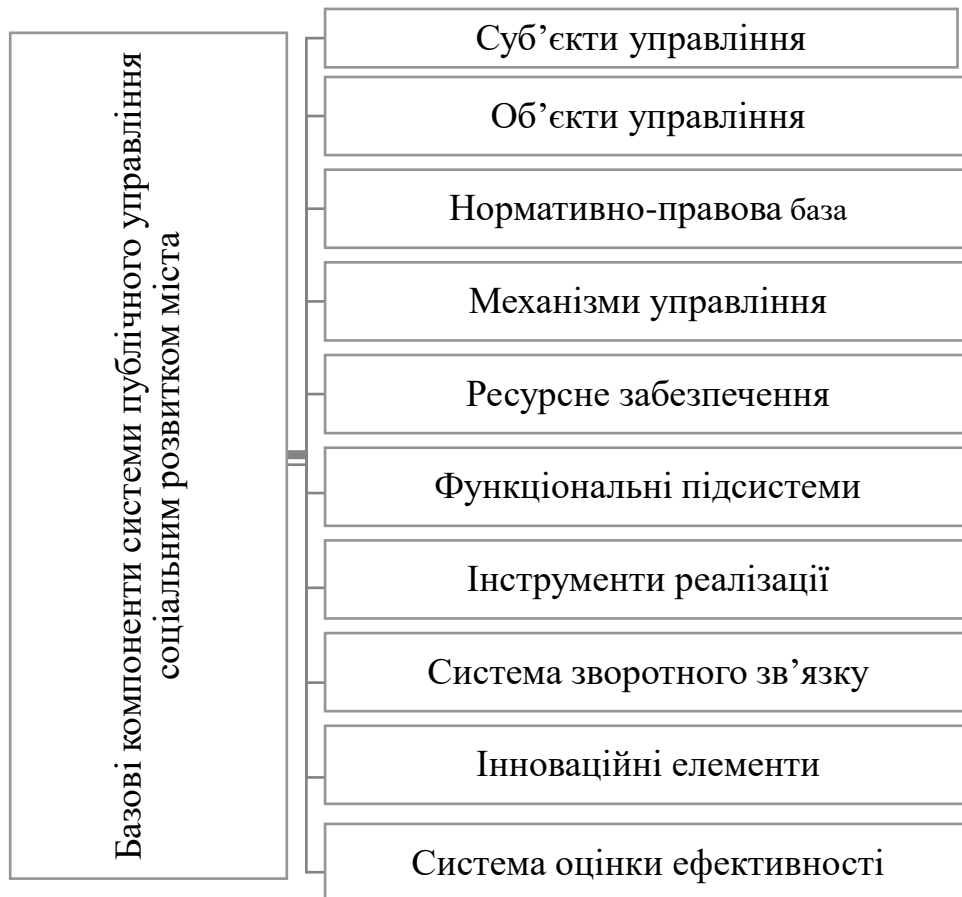 Базові компоненти системи публічного управління
соціальним розвитком міста
Суб’єкти управління
Об’єкти управління
Нормативно-правова база
Механізми управління
Ресурсне забезпечення
Функціональні підсистеми
Інструменти реалізації
Система зворотного зв’язку
Інноваційні елементи
Система оцінки ефективності